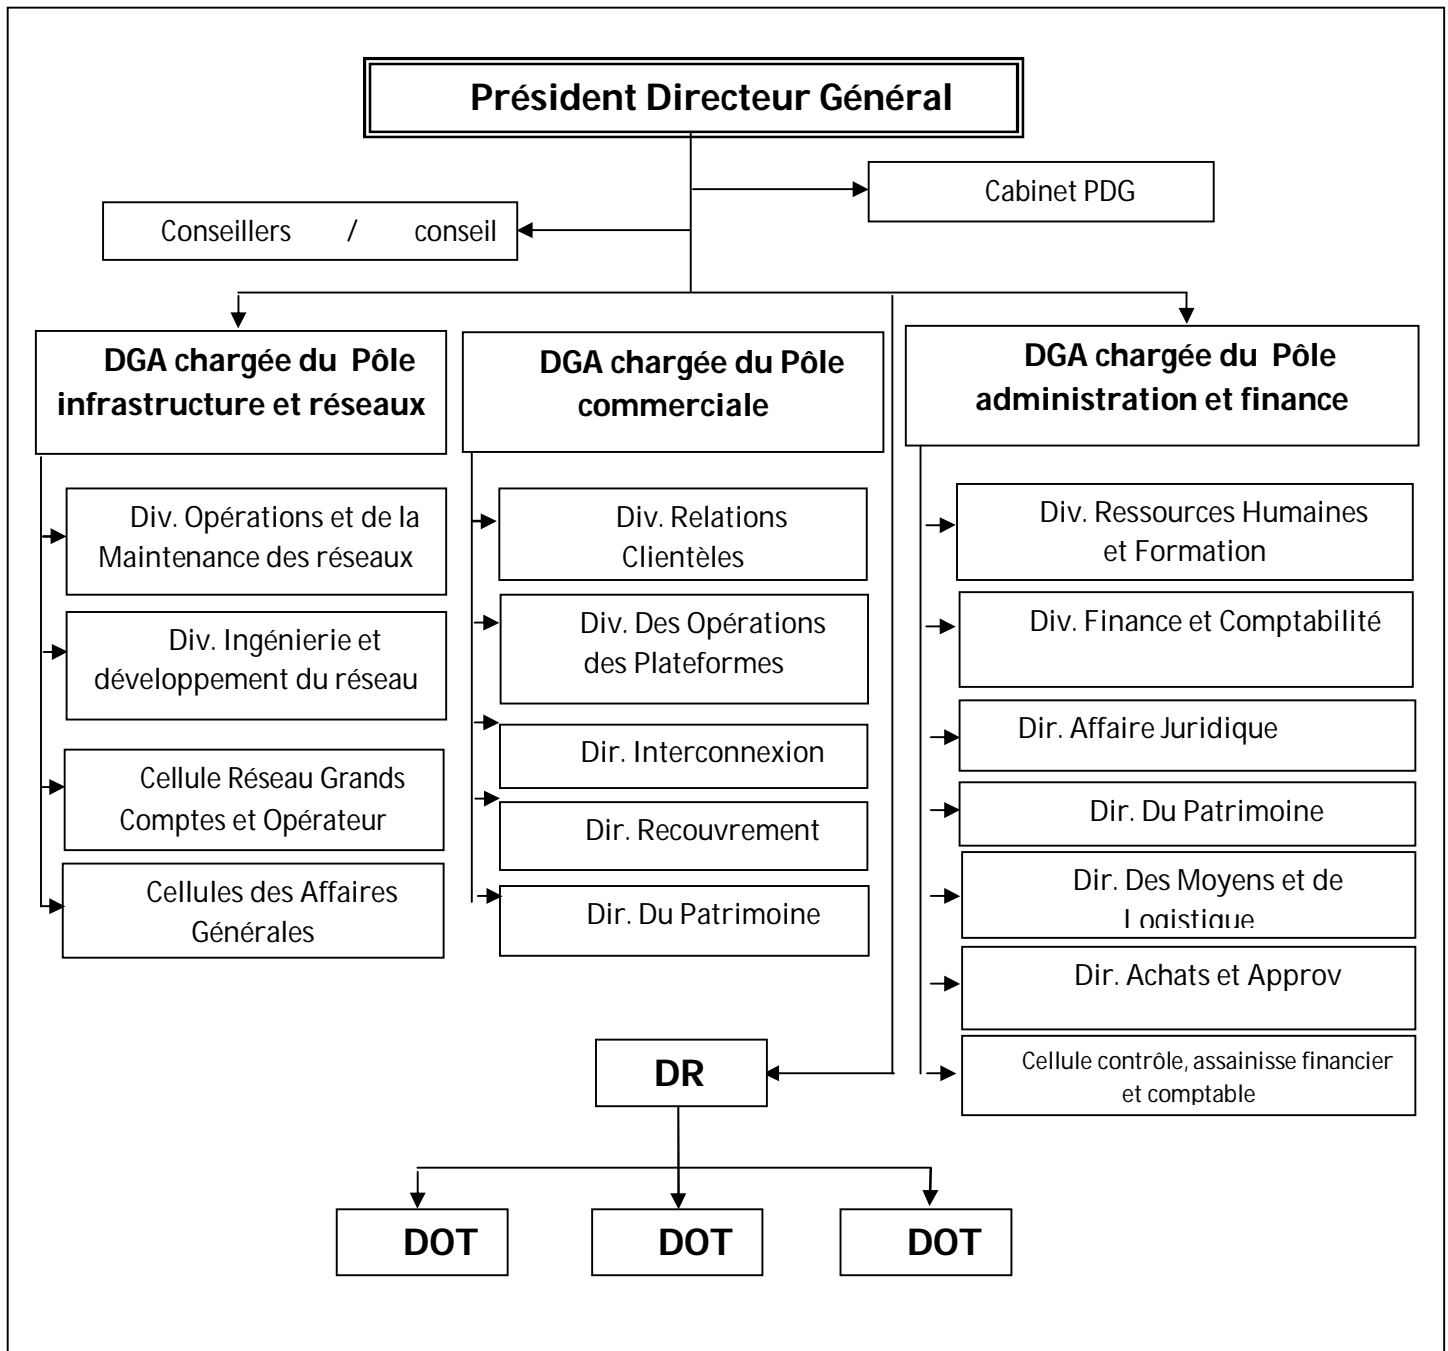 Président Directeur Général
Cabinet PDG
Conseillers / conseil
DGA chargée du Pôle
infrastructure et réseaux
Div. Opérations et de la
Maintenance des réseaux
Div. Ingénierie et
développement du réseau
Cellule Réseau Grands
Comptes et Opérateur
Cellules des Affaires
Générales
DGA chargée du Pôle
commerciale
Div. Relations
Clientèles
Div. Des Opérations
des Plateformes
Dir. Interconnexion
Dir. Recouvrement
Dir. Du Patrimoine
DGA chargée du Pôle
administration et finance
Div. Ressources Humaines
et Formation
Div. Finance et Comptabilité
Dir. Affaire Juridique
Dir. Du Patrimoine
Dir. Des Moyens et de
Logistique
Dir. Achats et Approv
Cellule contrôle, assainisse financier
et comptable
DR
DOT
DOT
DOT